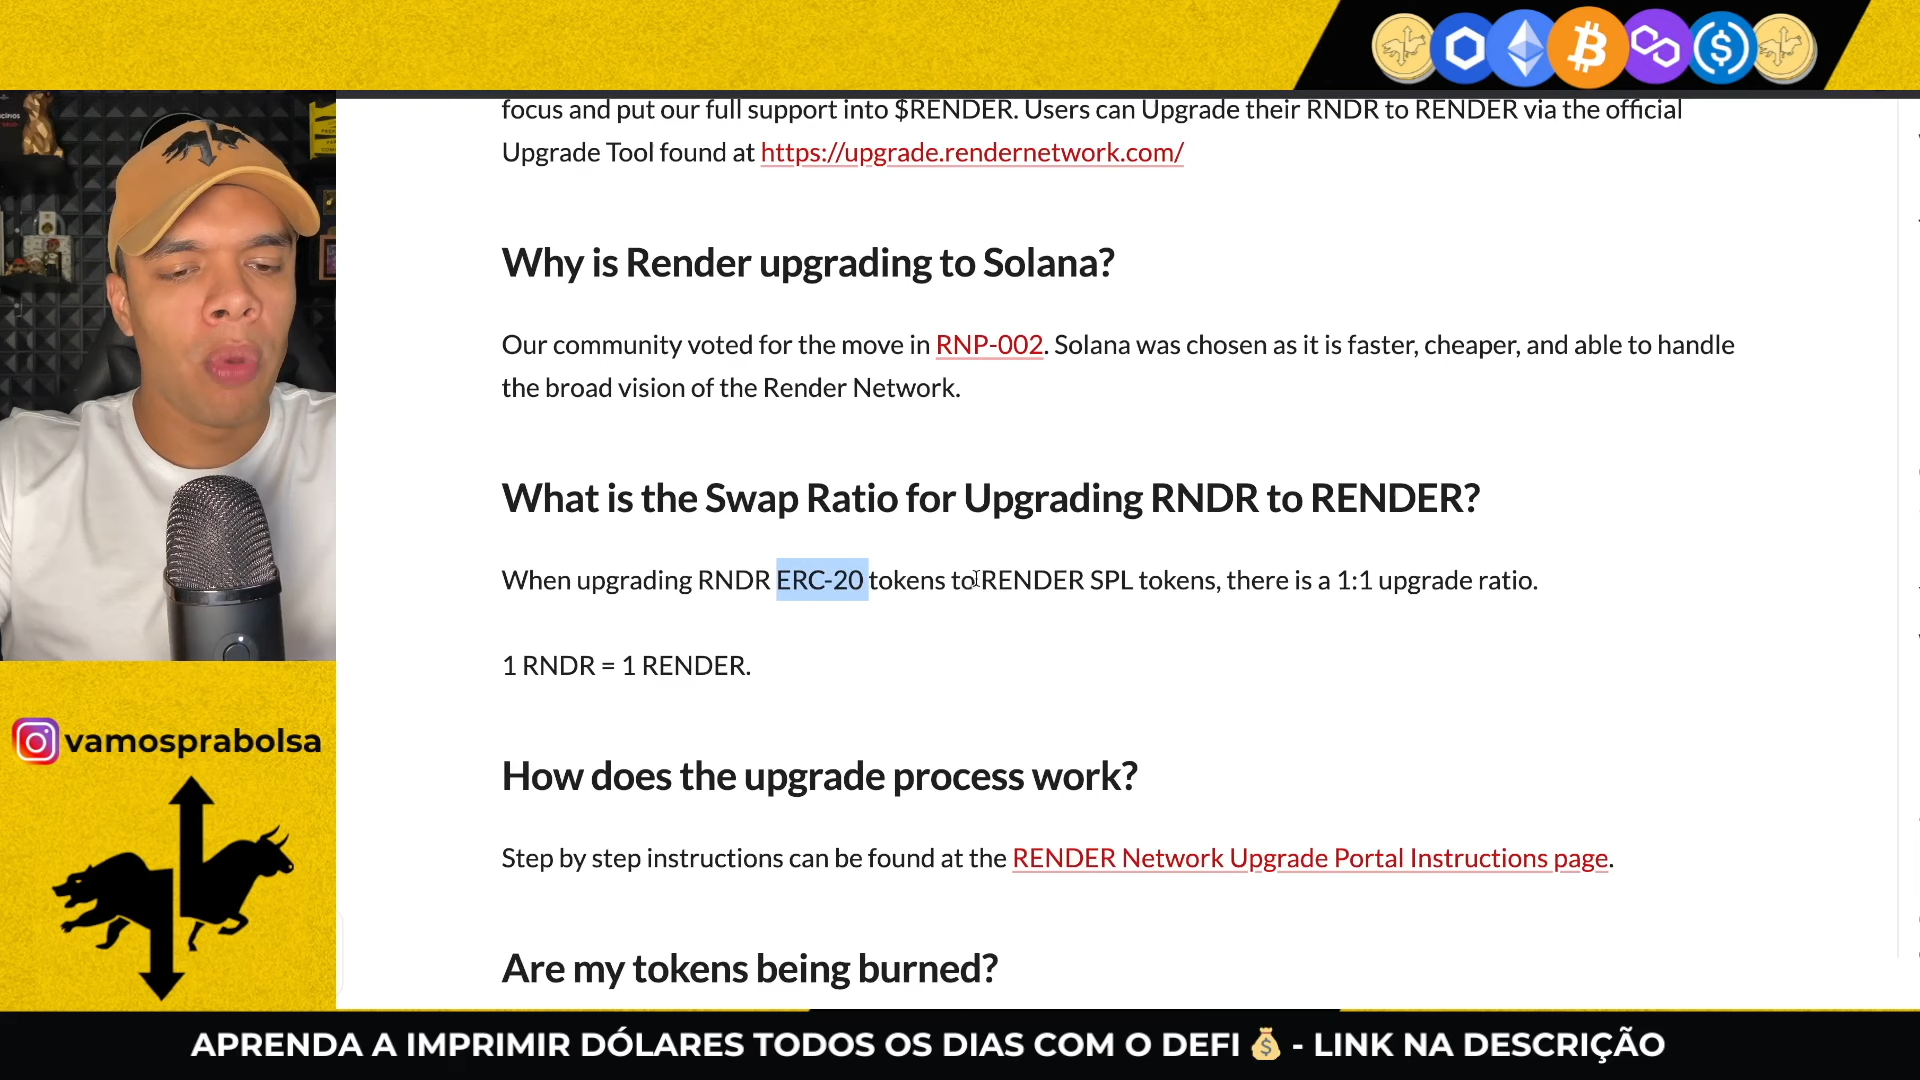 focus and put our full support into $RENDER. Users can Upgrade their RNDR to RENDER via the official
Upgrade Tool found at https://upgrade.rendernetwork.com/
Why is Render upgrading to Solana?
Our community voted for the move in RNP-002. Solana was chosen as it is faster, cheaper, and able to handle
the broad vision of the Render Network.
What is the Swap Ratio for Upgrading RNDR to RENDER?
When upgrading RNDR ERC-20 tokens to RENDER SPL tokens, there is a 1:1 upgrade ratio.
1 RNDR = 1 RENDER.
How does the upgrade process work?
Step by step instructions can be found at the RENDER Network Upgrade Portal Instructions page.
Are my tokens being burned?
vamosprabolsa
APRENDA A IMPRIMIR DÓLARES TODOS OS DIAS COM O DEFI 💰 - LINK NA DESCRIÇÃO